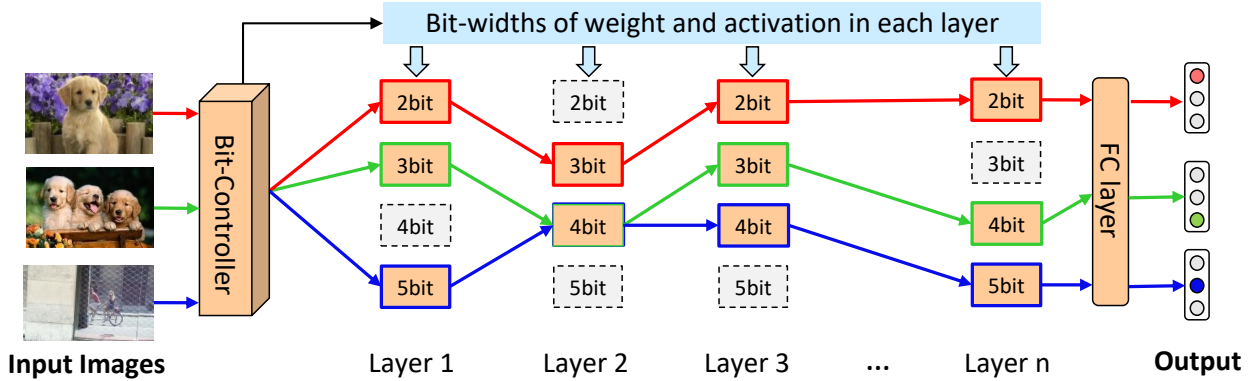 Bit-widths of weight and activation in each layer
Bit-Controller
2bit
3bit
4bit
5bit
2bit
3bit
4bit
5bit
2bit
3bit
4bit
5bit
2bit
3bit
4bit
5bit
FC layer
Input Images
Layer 1
Layer 2
Layer 3
...
Layer n
Output